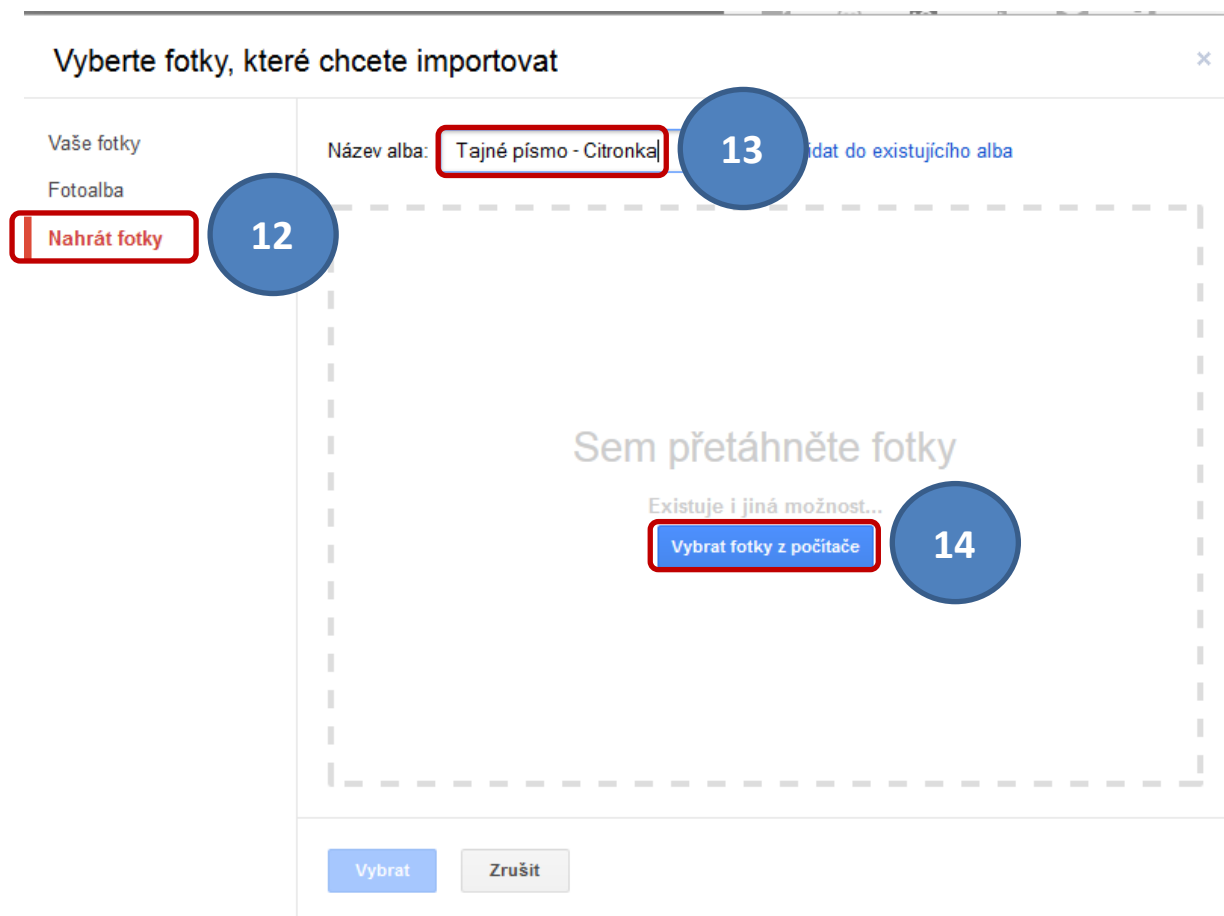 Vyberte fotky, které chcete importovat
×
Vaše fotky
Fotoalba
Nahrát fotky
12
Název alba: Tajné písmo - Citronka
13
do existujícího alba
Sem přetáhněte fotky
Existuje i jiná možnost...
Vybrat fotky z počítače
14
Vybrat
Zrušit